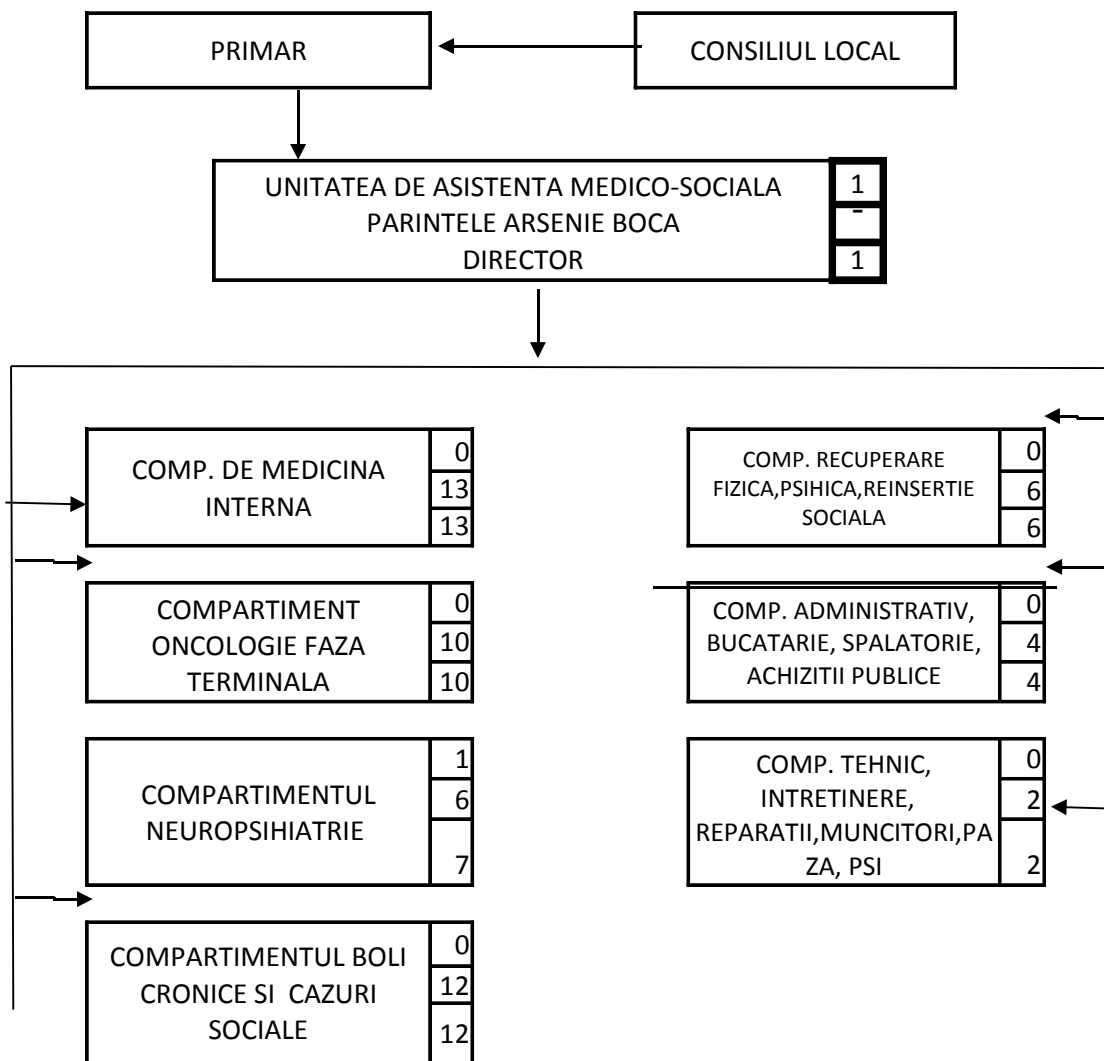 PRIMAR
CONSILIUL LOCAL
UNITATEA DE ASISTENTA MEDICO-SOCIALA
PARINTELE ARSENIE BOCA
DIRECTOR
1
-
1
COMP. DE MEDICINA
INTERNA
0
13
13
COMP. RECUPERARE
FIZICA,PSIHICA,REINSERTIE
SOCIALA
0
6
6
COMPARTIMENT
ONCOLOGIE FAZA
TERMINALA
0
10
10
COMP. ADMINISTRATIV,
BUCATARIE, SPALATORIE,
ACHIZITII PUBLICE
0
4
4
COMPARTIMENTUL
NEUROPSIHIATRIE
1
6
7
COMP. TEHNIC,
INTRETINERE,
REPARATII,MUNCITORI,PA
ZA, PSI
0
2
2
COMPARTIMENTUL BOLI
CRONICE SI  CAZURI
SOCIALE
0
12
12